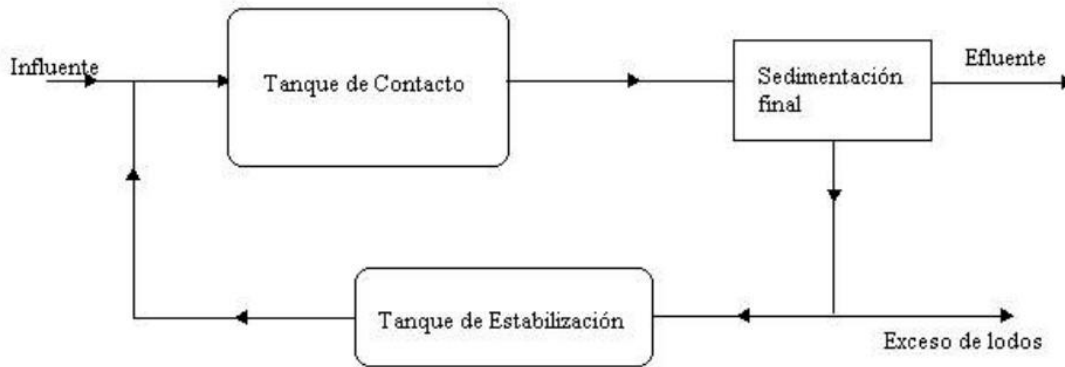 Influente
Tanque de Contacto
Sedimentación
final
Efluente
Tanque de Estabilización
Exceso de lodos